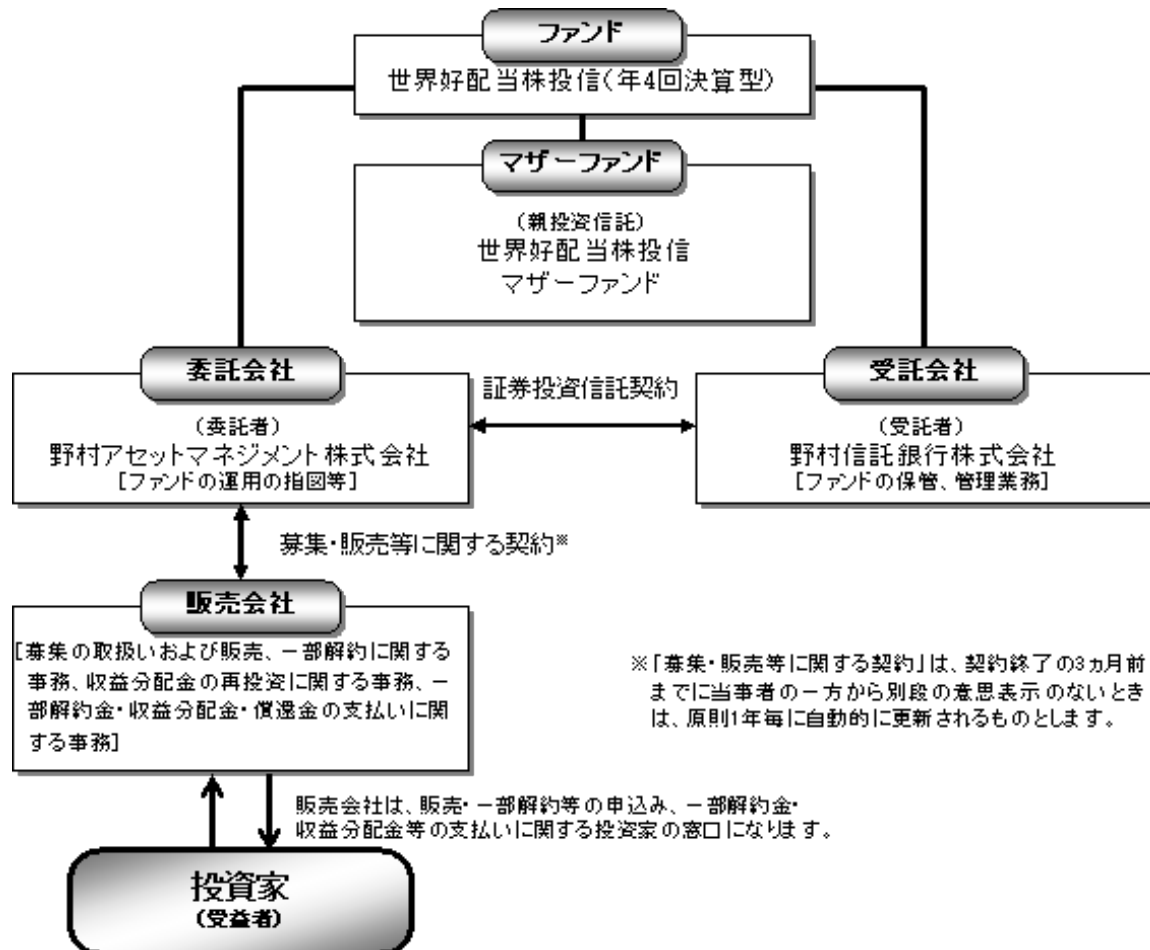 ファンド
世界好配当株投信(年4回決算型)
マザーファンド
(親投資信託)
世界好配当株投信
マザーファンド
委託会社
(委託者)
野村アセットマネジメント株式会社
[ファンドの運用の指図等]
証券投資信託契約
受託会社
(受託者)
野村信託銀行株式会社
[ファンドの保管、管理業務]
募集・販売等に関する契約※
販売会社
[募集の取扱いおよび販売、一部解約に関する
事務、収益分配金の再投資に関する事務、一
部解約金・収益分配金・償還金の支払いに関
する事務]
※「募集・販売等に関する契約」は、契約終了の3ヵ月前
までに当事者の一方から別段の意思表示のないとき
は、原則1年毎に自動的に更新されるものとします。
販売会社は、販売・一部解約等の申込み、一部解約金・
収益分配金等の支払いに関する投資家の窓口になります。
投資家
(受益者)